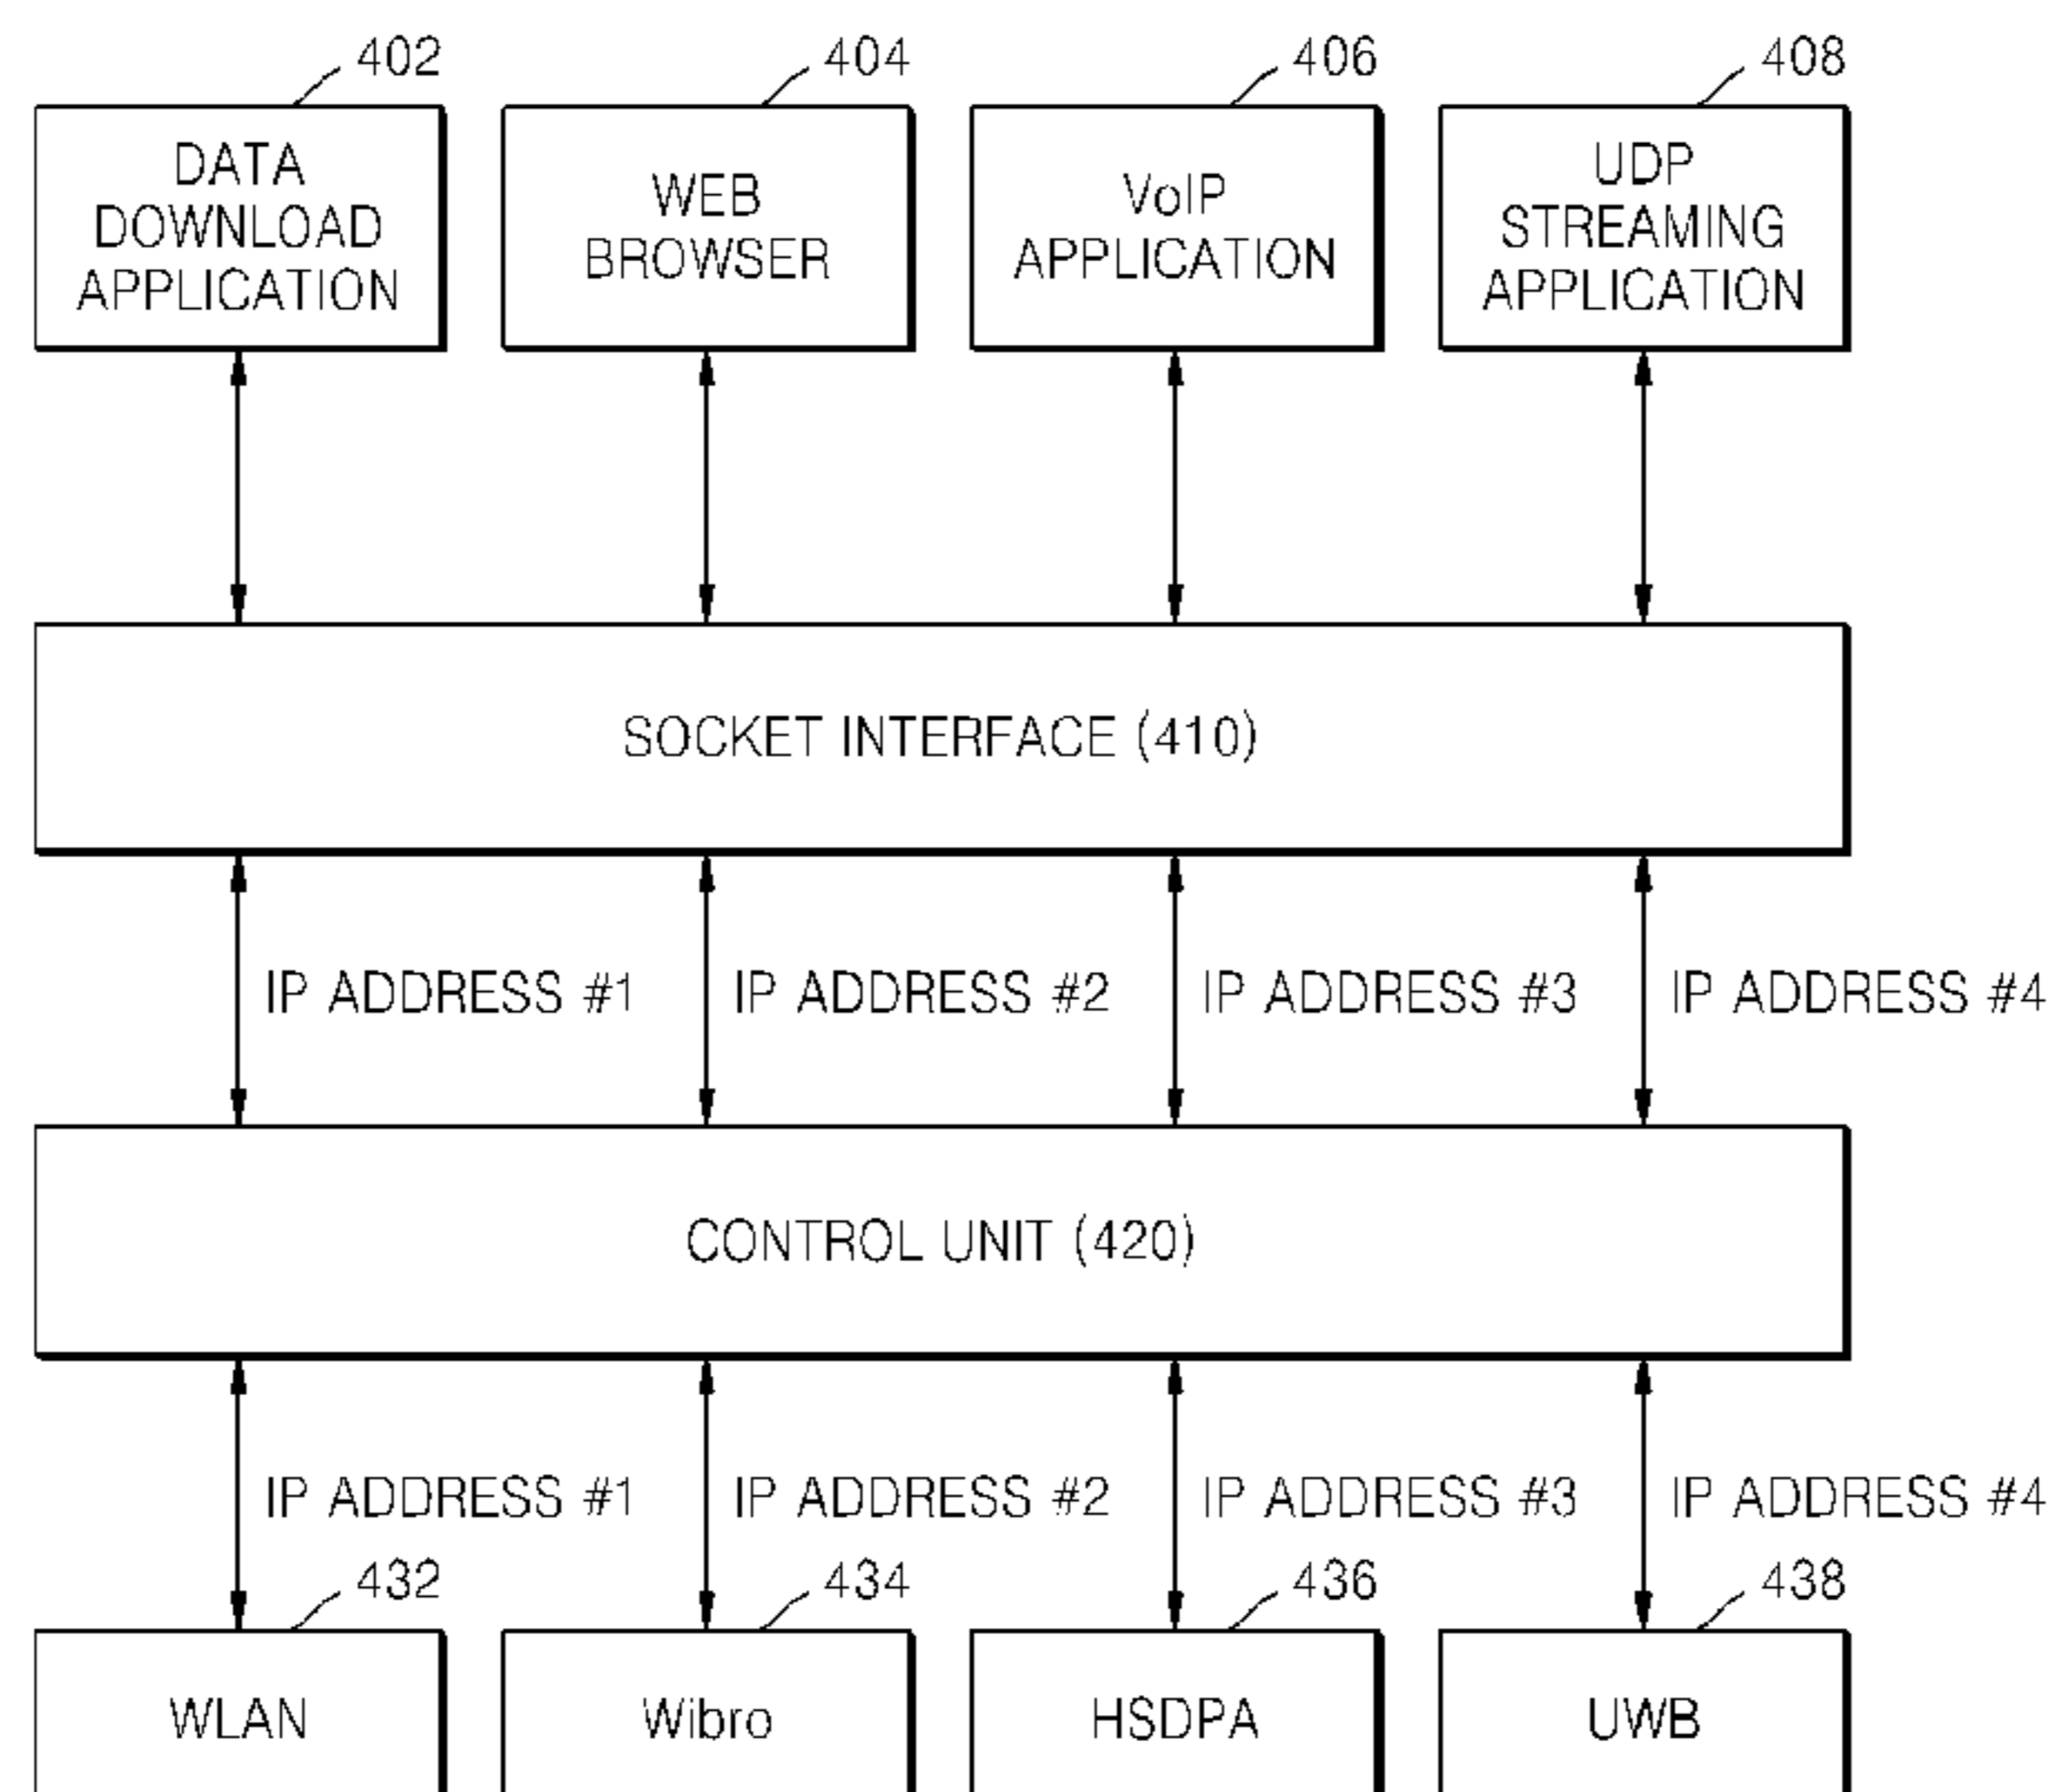 402
404
406
408
DATA
DOWNLOAD
APPLICATION
WEB
BROWSER
VoIP
APPLICATION
UDP
STREAMING
APPLICATION
SOCKET INTERFACE (410)
IP ADDRESS #1
IP ADDRESS #2
IP ADDRESS #3
IP ADDRESS #4
CONTROL UNIT (420)
IP ADDRESS #1
IP ADDRESS #2
IP ADDRESS #3
IP ADDRESS #4
432
434
436
438
WLAN
Wibro
HSDPA
UWB